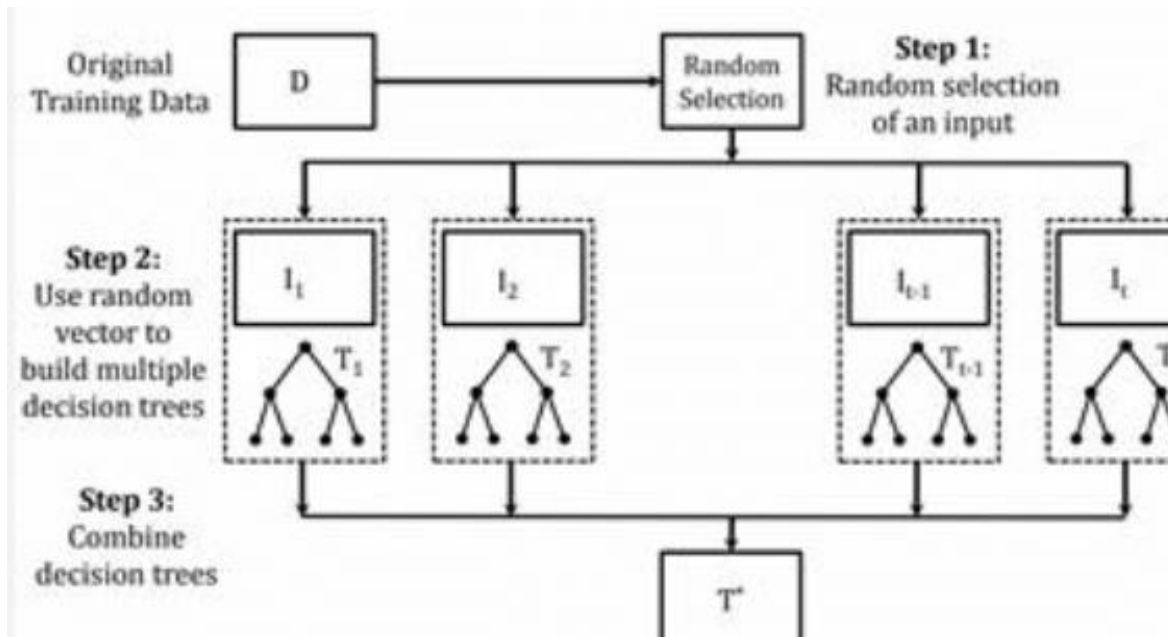 Original
Training Data
D
Random
Selection
Step 1:
Random selection
of an input
Step 2:
Use random
vector to
build multiple
decision trees
I₁
T₁
I₂
T₂
Iₜ₋₁
Tₜ₋₁
Iₜ
T
Step 3:
Combine
decision trees
T*